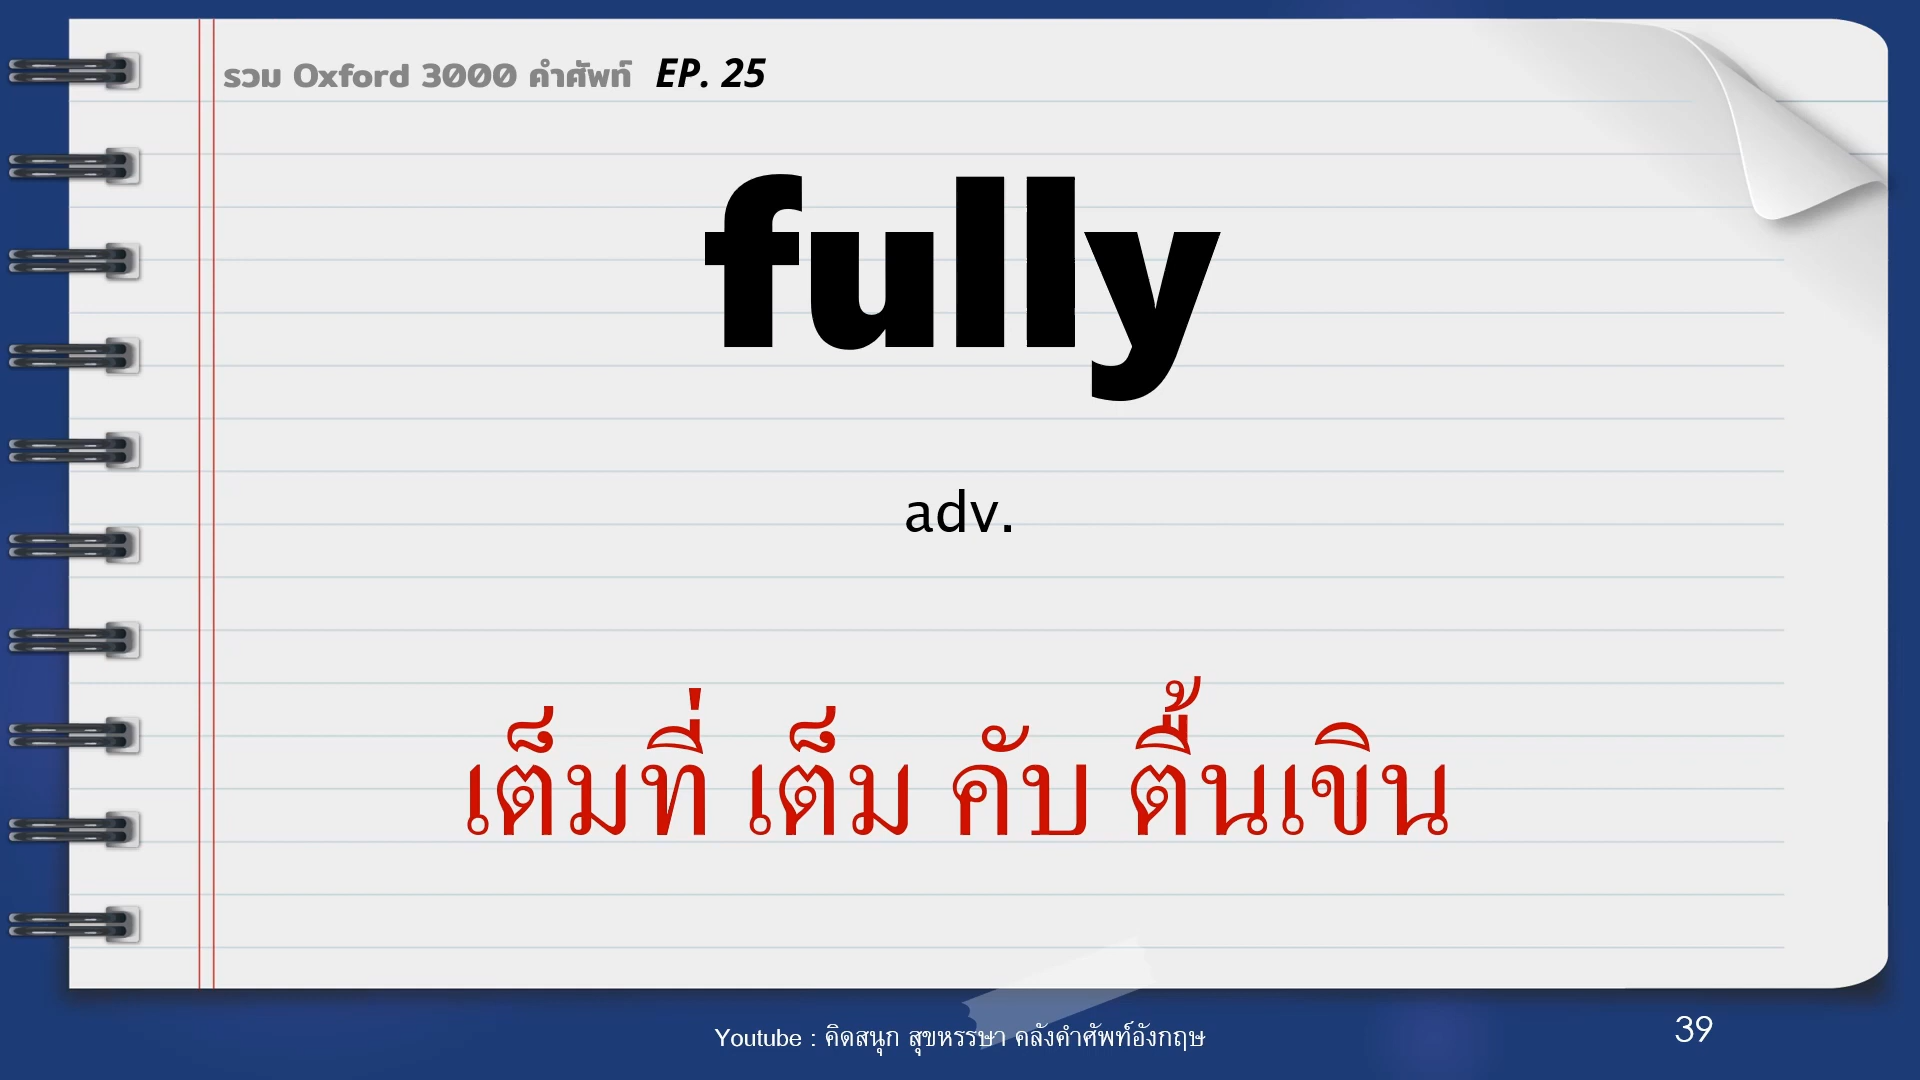 รวม Oxford 3000 คำศัพท์ EP. 25
fully
adv.
เต็มที่ เต็ม คับ ตื้นเขิน
Youtube : คิดสนุก สุขหรรษา คลังคำศัพท์อังกฤษ
39